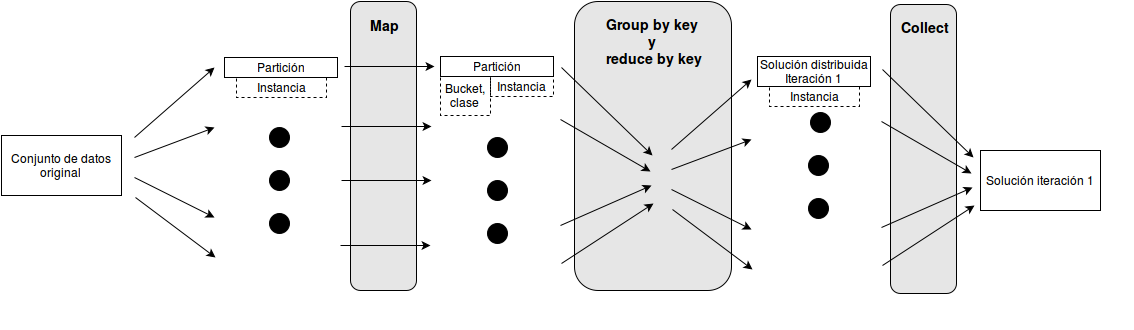 Conjunto de datos
original
Partición
Instancia
Map
Partición
Bucket,
clase
Instancia
Group by key
y
reduce by key
Solución distribuida
Iteración 1
Instancia
Collect
Solución iteración 1